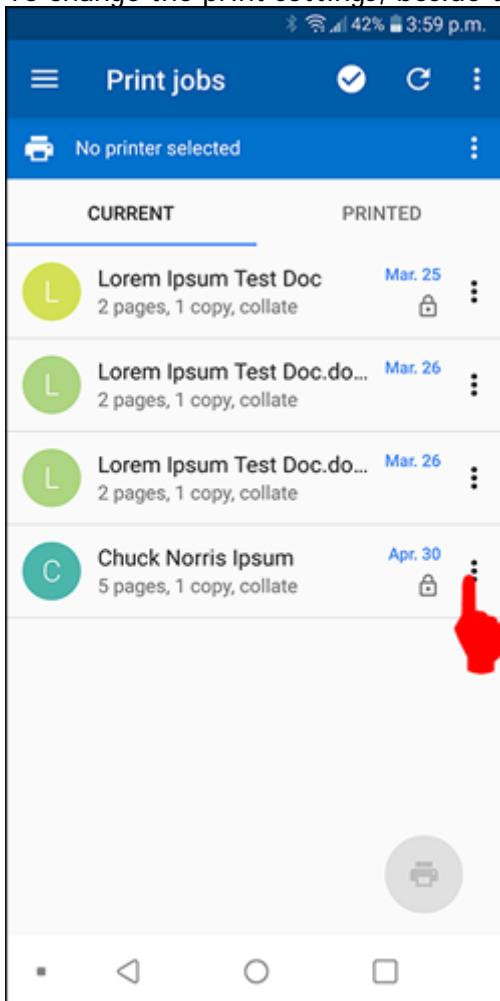 42% 3:59 p.m.
Print jobs
No printer selected
CURRENT PRINTED
L Lorem Ipsum Test Doc Mar. 25
2 pages, 1 copy, collate
L Lorem Ipsum Test Doc.do... Mar. 26
2 pages, 1 copy, collate
L Lorem Ipsum Test Doc.do... Mar. 26
2 pages, 1 copy, collate
C Chuck Norris Ipsum Apr. 30
5 pages, 1 copy, collate